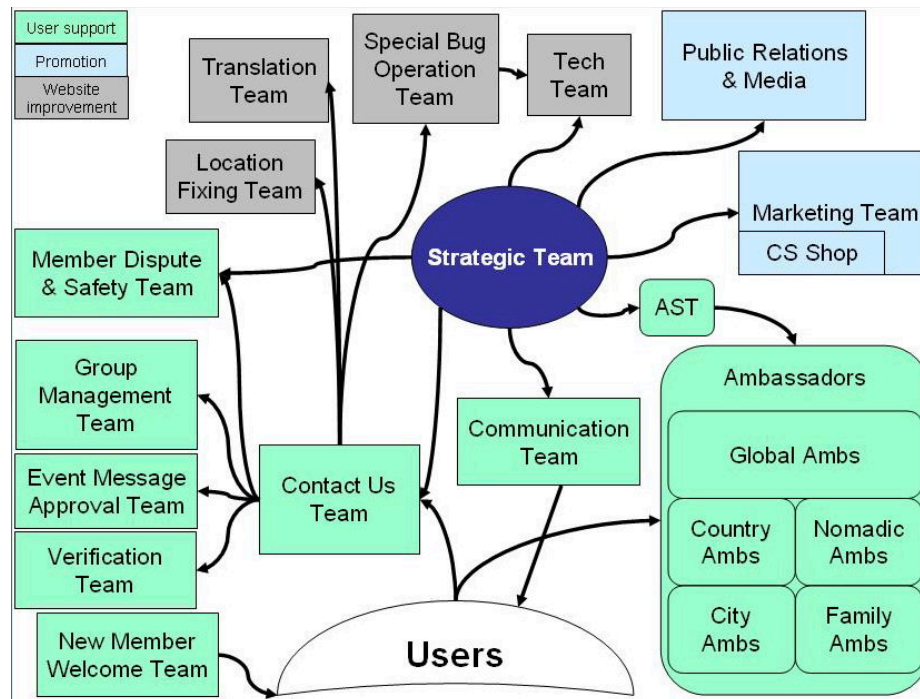 User support
Promotion
Website
improvement
Translation
Team
Special Bug
Operation
Team
Tech
Team
Public Relations
& Media
Location
Fixing Team
Marketing Team
CS Shop
Strategic Team
Member Dispute
& Safety Team
AST
Group
Management
Team
Ambassadors
Communication
Team
Global Ambs
Event Message
Approval Team
Contact Us
Team
Country
Ambs
Nomadic
Ambs
Verification
Team
City
Ambs
Family
Ambs
New Member
Welcome Team
Users